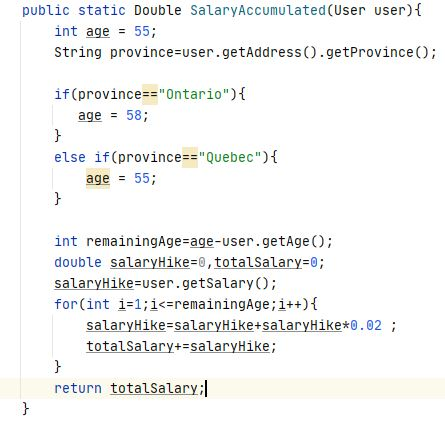 public static Double SalaryAccumulated(User user){
    int age = 55;
    String province=user.getAddress().getProvince();

    if(province=="Ontario"){
       age = 58;
    }
    else if(province=="Quebec"){
        age = 55;
    }

    int remainingAge=age-user.getAge();
    double salaryHike=0,totalSalary=0;
    salaryHike=user.getSalary();
    for(int i=1;i<=remainingAge;i++){
        salaryHike=salaryHike+salaryHike*0.02 ;
        totalSalary+=salaryHike;
    }
    return totalSalary;
}